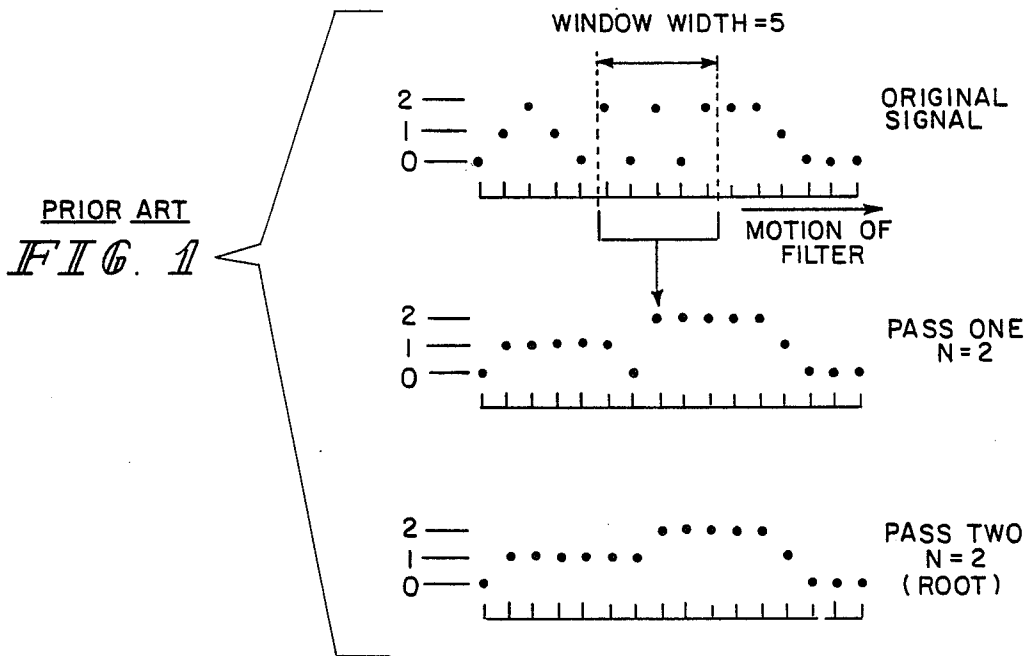 WINDOW WIDTH=5
2
1
0
ORIGINAL
SIGNAL
PRIOR ART
FIG. 1
MOTION OF
FILTER
2
1
0
PASS ONE
N=2
2
1
0
PASS TWO
N=2
(ROOT)